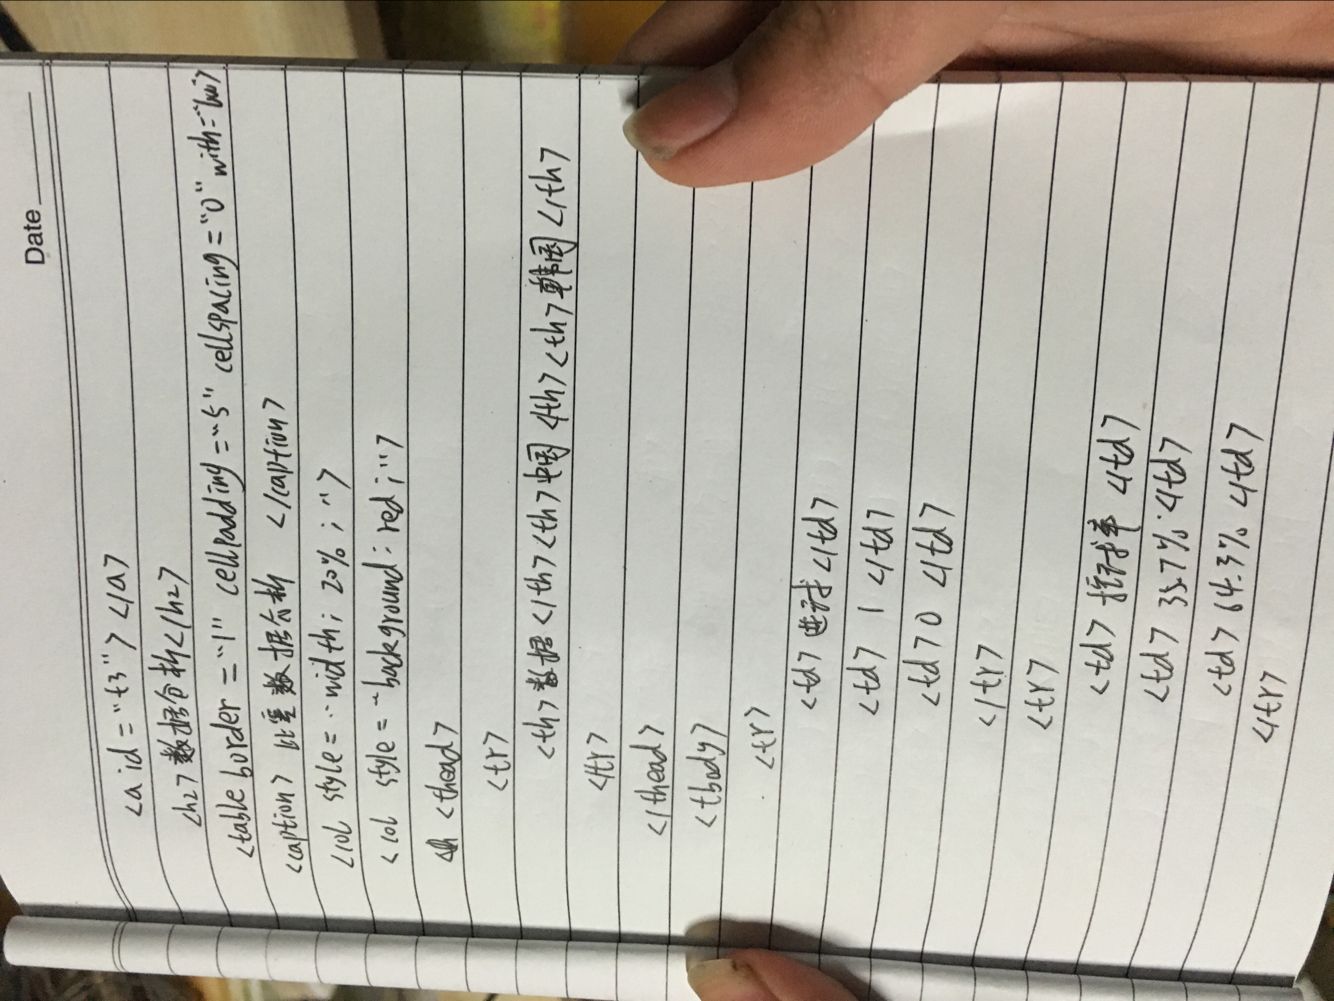 Date
<a id="t3"></a>
<h2>数据分析</h2>
<table border="1" cellpadding="5" cellspacing="0" with=
<caption> 比赛数据分析 </caption>
<col style="width; 20%;">
<col style="background: red;">
<thead>
<tr>
<th>数据</th><th>中国</th><th>韩国</th>
</tr>
</thead>
<tbody>
<tr>
<td>进球</td>
<td>1</td>
<td>0</td>
</tr>
<tr>
<td>控球率</td>
<td>35.7%</td>
<td>64.3%</td>
</tr>